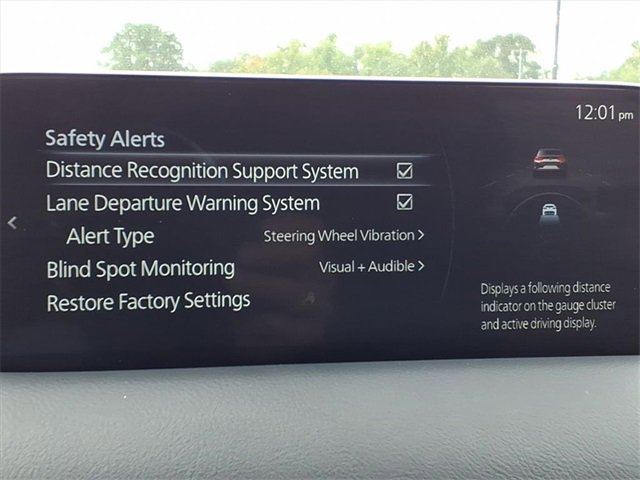 12:01 pm
Safety Alerts
Distance Recognition Support System
Lane Departure Warning System
Alert Type Steering Wheel Vibration >
Blind Spot Monitoring Visual + Audible >
Restore Factory Settings
Displays a following distance
indicator on the gauge cluster
and active driving display.